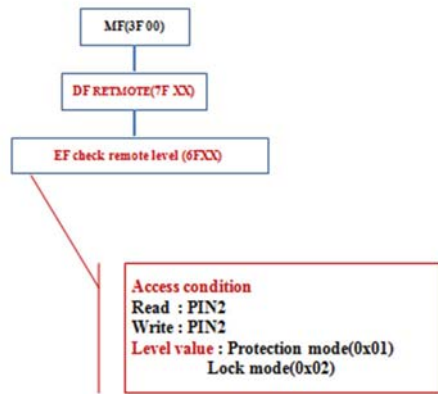 MF(3F 00)
DF RETMOTE(7F XX)
EF check remote level (6FXX)
Access condition
Read : PIN2
Write : PIN2
Level value : Protection mode(0x01)
Lock mode(0x02)